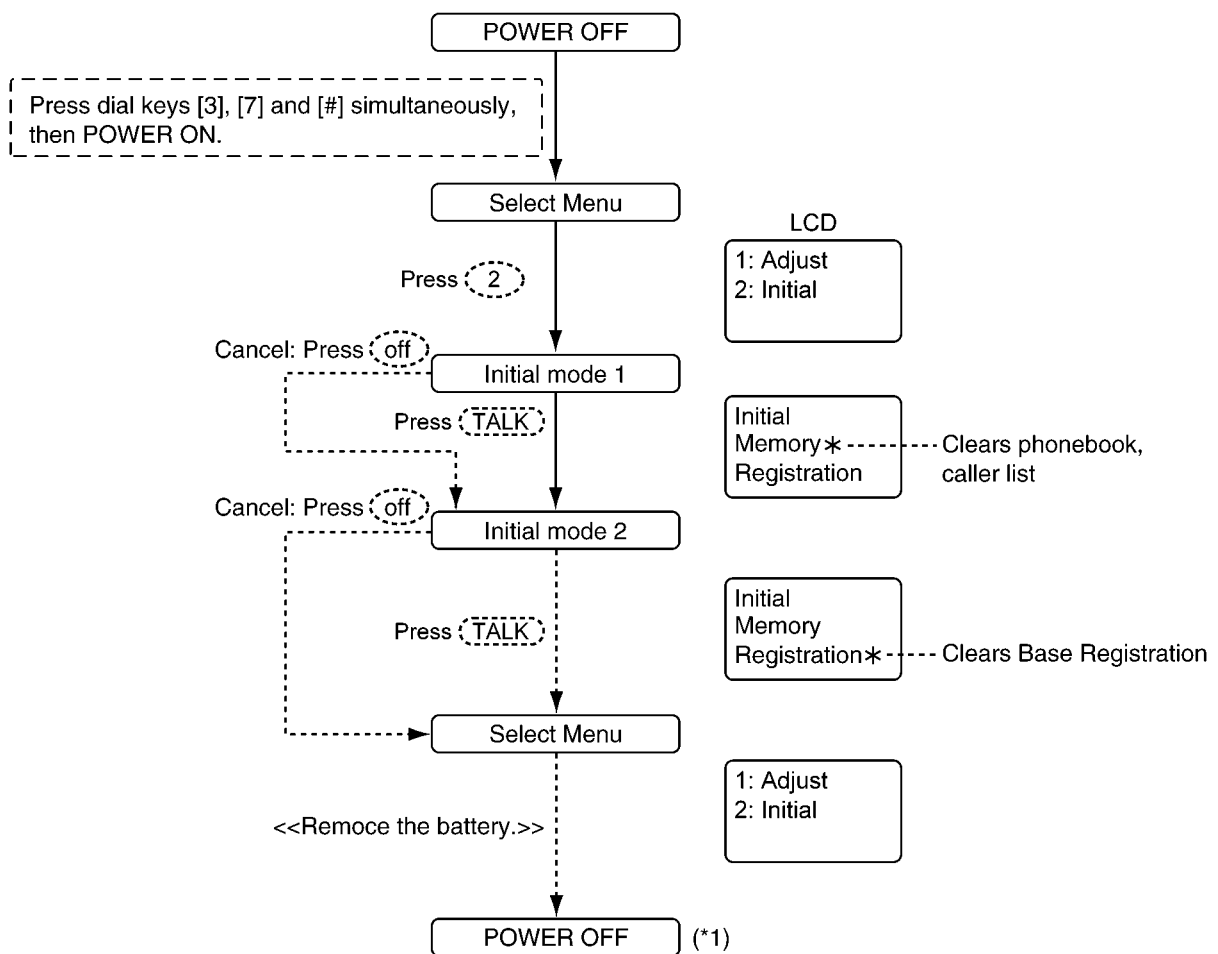 POWER OFF
Press dial keys [3], [7] and [#] simultaneously,
then POWER ON.
Select Menu
LCD
1: Adjust
2: Initial
Press 2
Cancel: Press off
Initial mode 1
Press TALK
Initial
Memory* Clears phonebook,
Registration caller list
Cancel: Press off
Initial mode 2
Initial
Memory
Registration* Clears Base Registration
Press TALK
Select Menu
1: Adjust
2: Initial
<<Remoce the battery.>>
POWER OFF (*1)